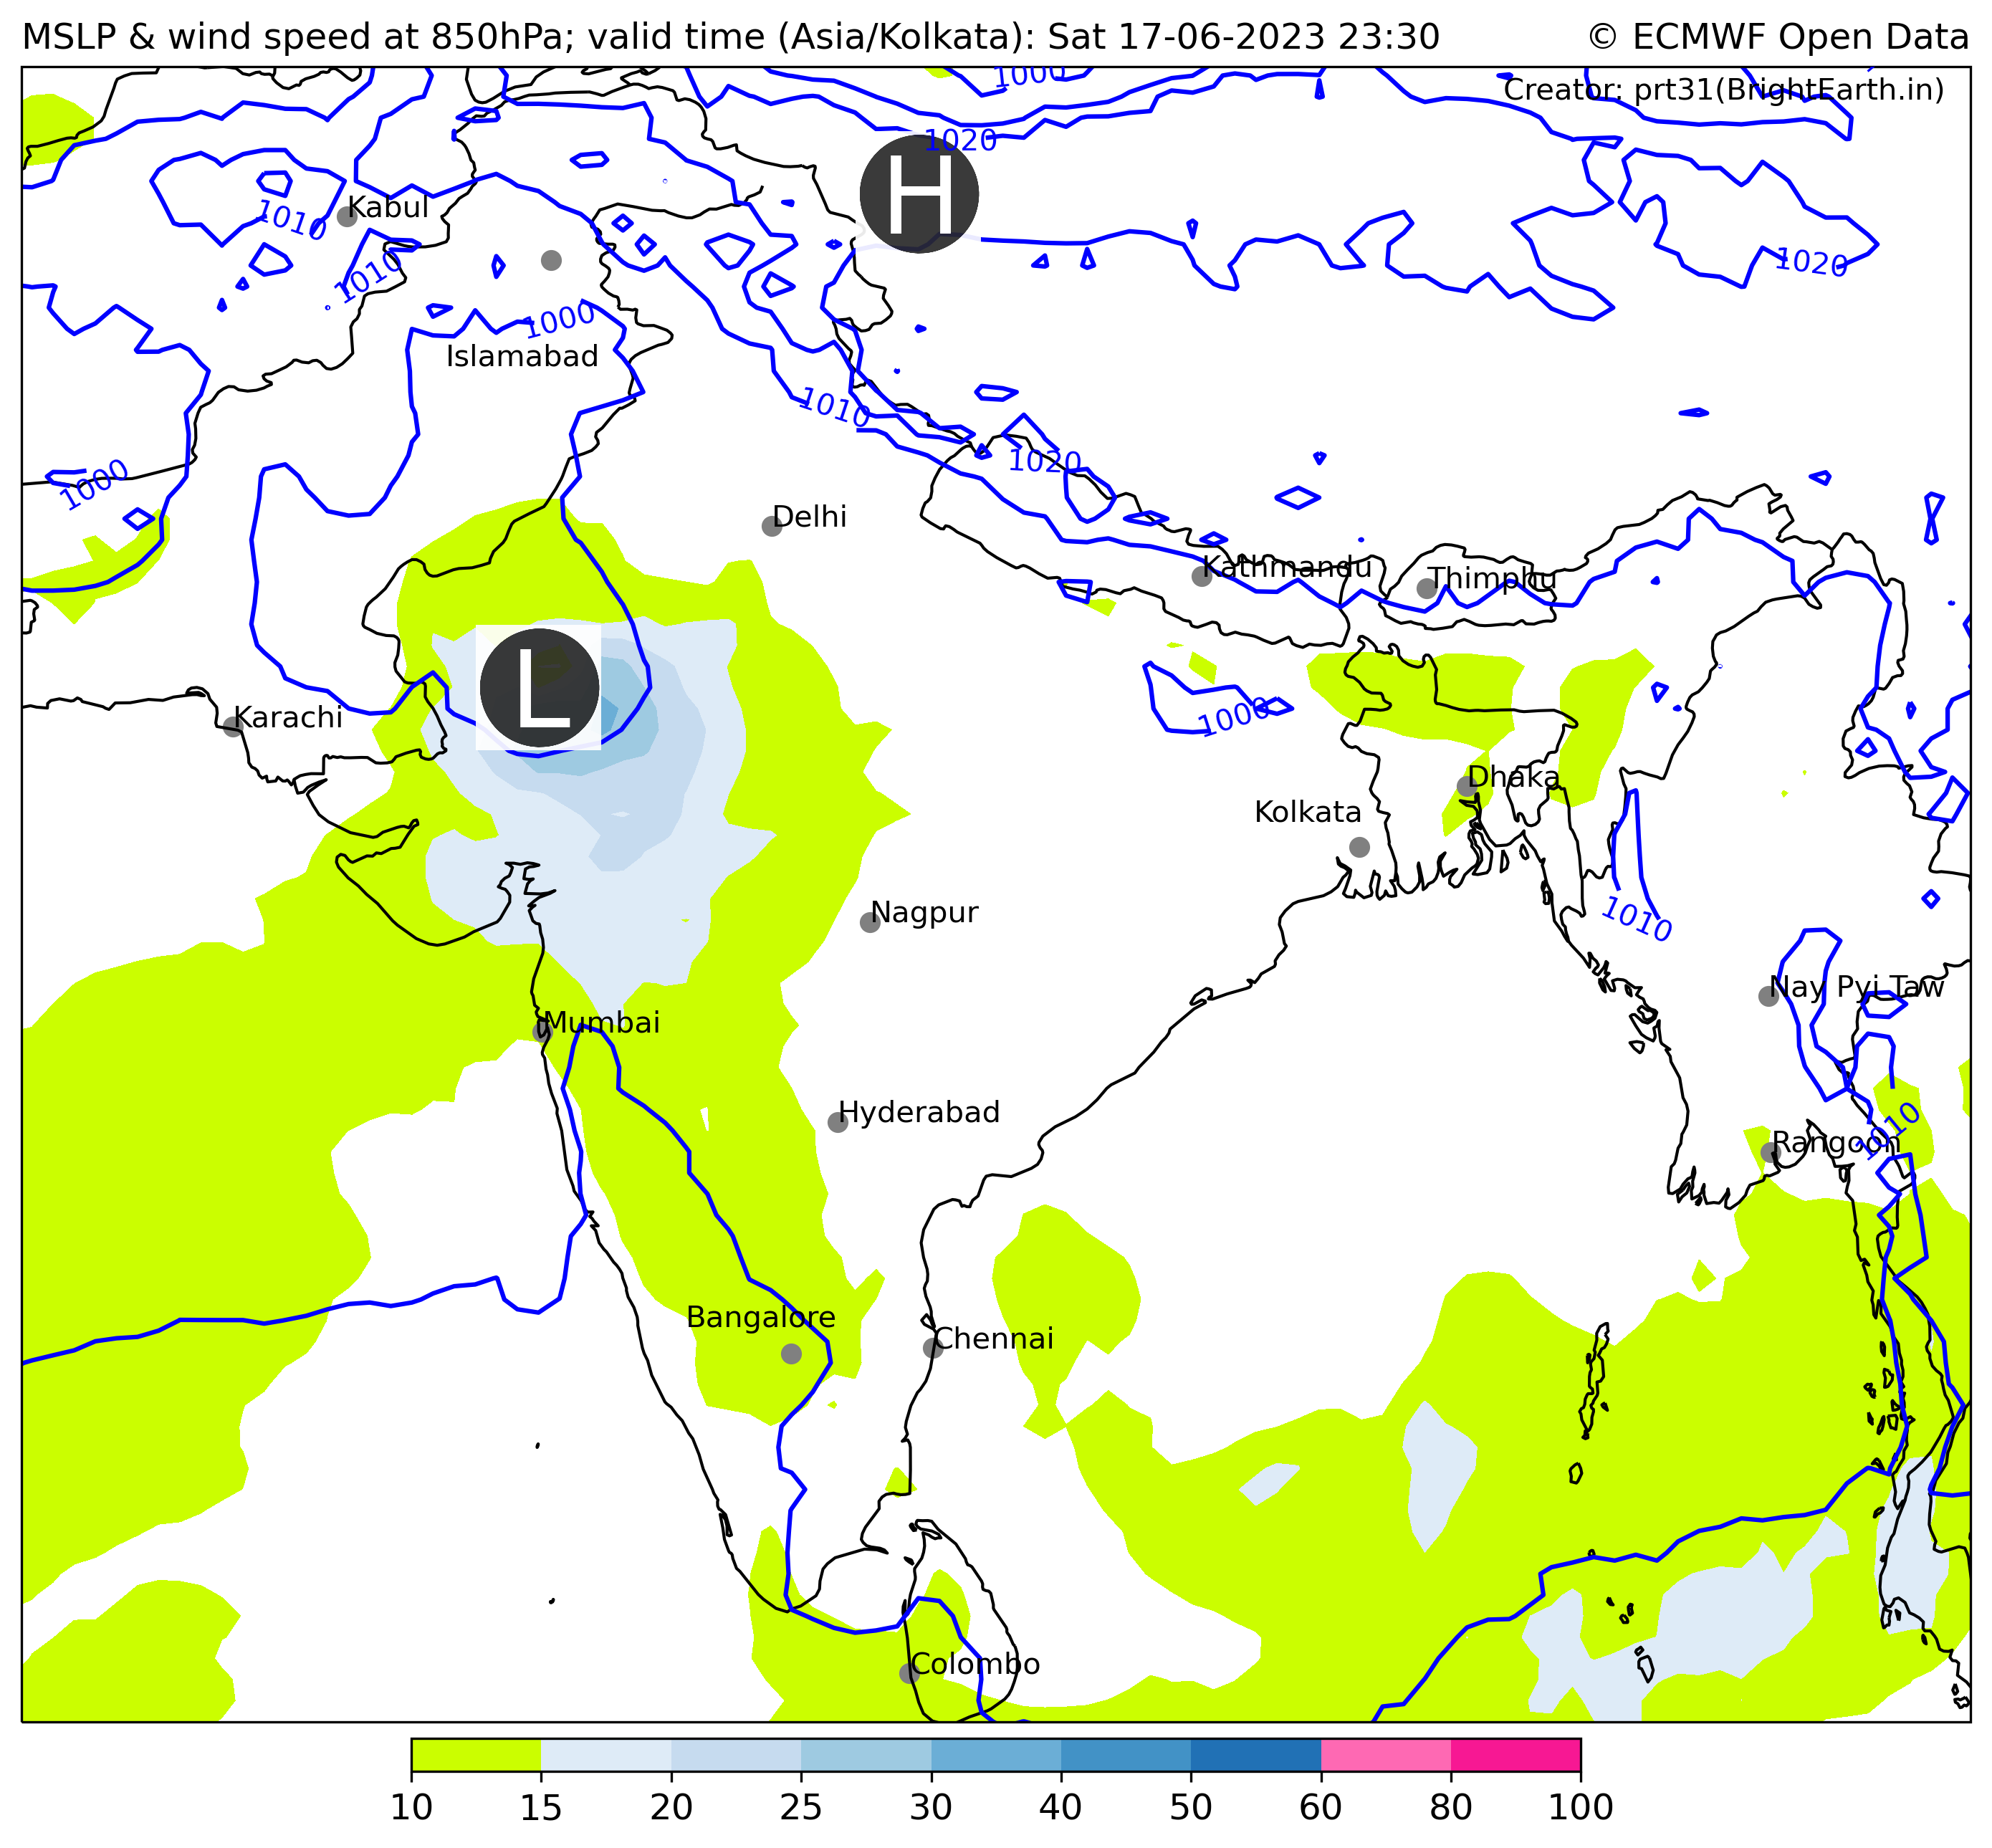 MSLP & wind speed at 850hPa; valid time (Asia/Kolkata): Sat 17-06-2023 23:30
© ECMWF Open Data
1000
Creator: prt31(BrightEarth.in)
1020
H
Kabul
1010
1010
1020
1000
Islamabad
1010
1020
1000
Delhi
Kathmandu
Thimphu
L
Karachi
1000
Dhaka
Kolkata
Nagpur
1010
Nay Pyi Taw
Mumbai
Hyderabad
1010
Rangoon
Bangalore
Chennai
Colombo
10 15 20 25 30 40 50 60 80 100